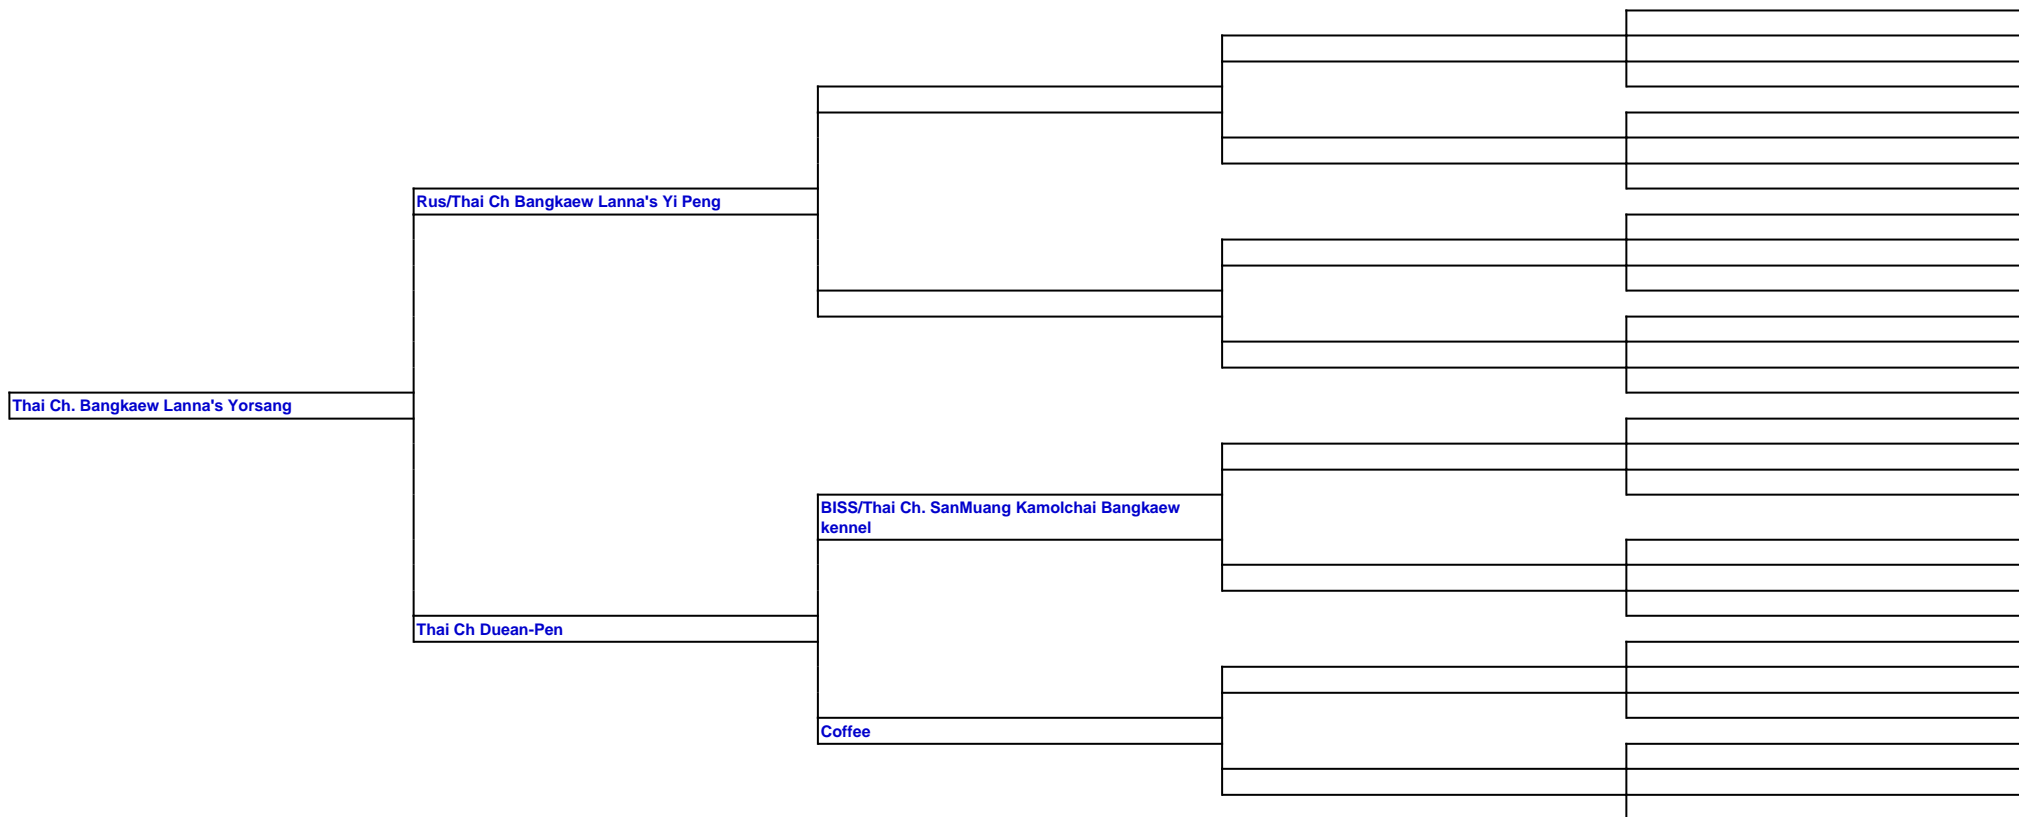 Rus/Thai Ch Bangkaew Lanna's Yi Peng
Thai Ch. Bangkaew Lanna's Yorsang
BISS/Thai Ch. SanMuang Kamolchai Bangkaew
kennel
Thai Ch Duean-Pen
Coffee